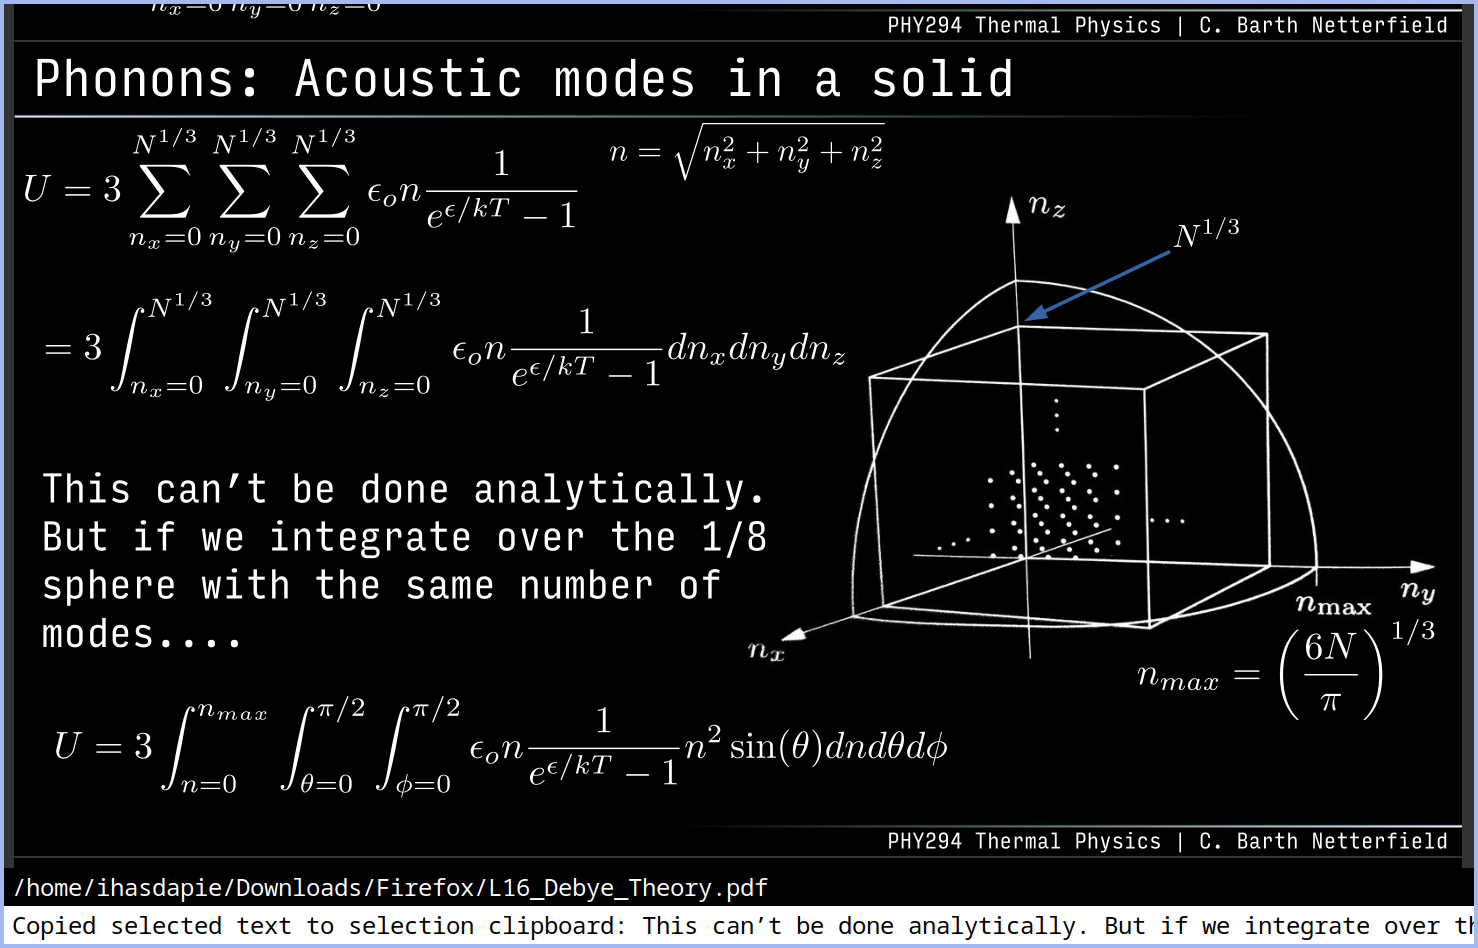 n_x=0 n_y=0 n_z=0
PHY294 Thermal Physics | C. Barth Netterfield
Phonons: Acoustic modes in a solid
U = 3 \sum_{n_x=0}^{N^{1/3}} \sum_{n_y=0}^{N^{1/3}} \sum_{n_z=0}^{N^{1/3}} \epsilon_o n \frac{1}{e^{\epsilon/kT} - 1}
n = \sqrt{n_x^2 + n_y^2 + n_z^2}
n_z
N^{1/3}
= 3 \int_{n_x=0}^{N^{1/3}} \int_{n_y=0}^{N^{1/3}} \int_{n_z=0}^{N^{1/3}} \epsilon_o n \frac{1}{e^{\epsilon/kT} - 1} dn_x dn_y dn_z
This can’t be done analytically.
But if we integrate over the 1/8
sphere with the same number of
modes....
n_y
n_max
n_x
n_{max} = \left(\frac{6N}{\pi}\right)^{1/3}
U = 3 \int_{n=0}^{n_{max}} \int_{\theta=0}^{\pi/2} \int_{\phi=0}^{\pi/2} \epsilon_o n \frac{1}{e^{\epsilon/kT} - 1} n^2 \sin(\theta) dn d\theta d\phi
PHY294 Thermal Physics | C. Barth Netterfield
/home/ihasdapie/Downloads/Firefox/L16_Debye_Theory.pdf
Copied selected text to selection clipboard: This can’t be done analytically. But if we integrate over th